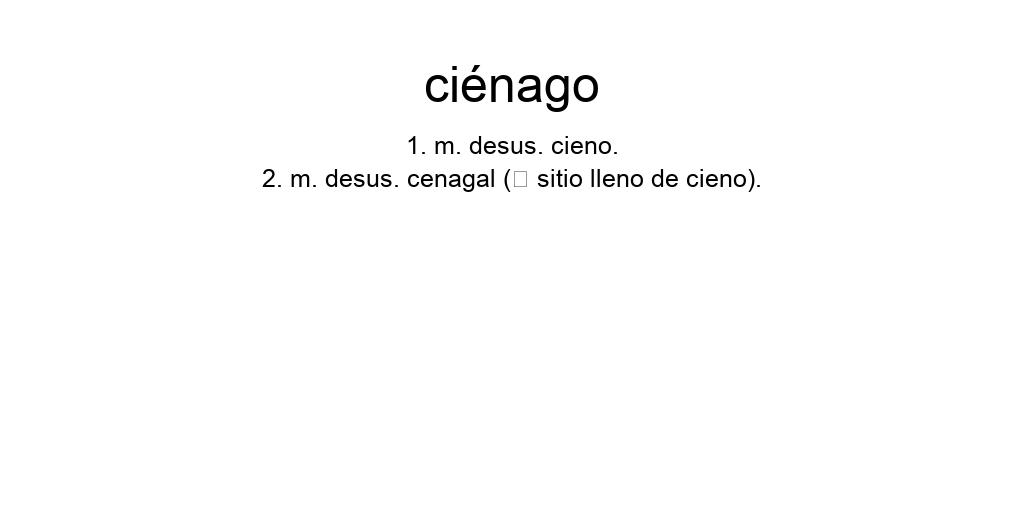 ciénago
1. m. desus. cieno.
2. m. desus. cenagal (□ sitio lleno de cieno).